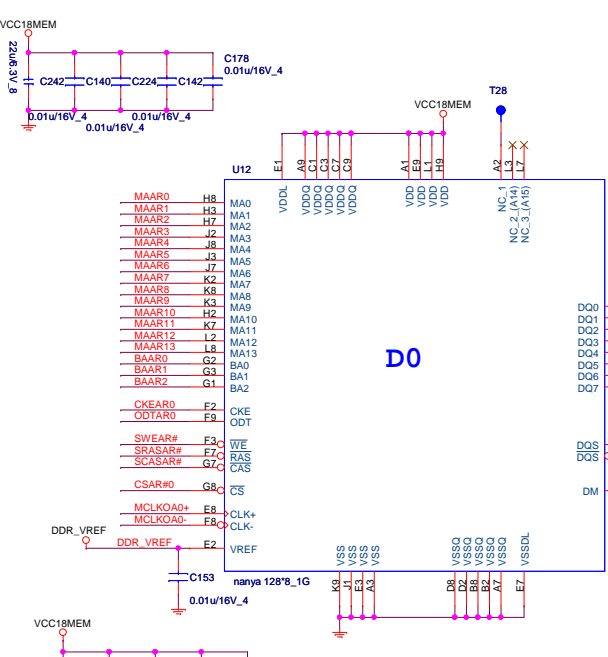 VCC18MEM
22u/6.3V_8
C242
C140
C224
C142
C178
0.01u/16V_4
0.01u/16V_4
0.01u/16V_4
0.01u/16V_4
VCC18MEM
T28
U12
E1
A9
C1
C3
C7
C9
A1
E9
L1
H9
A2
L3
L7
VDDL
VDDQ
VDDQ
VDDQ
VDDQ
VDDQ
VDD
VDD
VDD
VDD
NC_1
NC_2_(A14)
NC_3_(A15)
MAAR0 H8 MA0
MAAR1 H3 MA1
MAAR2 H7 MA2
MAAR3 J2 MA3
MAAR4 J8 MA4
MAAR5 J3 MA5
MAAR6 J7 MA6
MAAR7 K2 MA7
MAAR8 K8 MA8
MAAR9 K3 MA9
MAAR10 H2 MA10
MAAR11 K7 MA11
MAAR12 L2 MA12
MAAR13 L8 MA13
BAAR0 G2 BA0
BAAR1 G3 BA1
BAAR2 G1 BA2
CKEAR0 F2 CKE
ODTAR0 F9 ODT
SWEAR# F3 WE
SRASAR# F7 RAS
SCASAR# G7 CAS
CSAR#0 G8 CS
MCLKOA0+ E8 CLK+
MCLKOA0- F8 CLK-
DDR_VREF
DDR_VREF E2 VREF
D0
DQ0
DQ1
DQ2
DQ3
DQ4
DQ5
DQ6
DQ7
DQS
DQS
DM
VSS
VSS
VSS
VSS
VSSQ
VSSQ
VSSQ
VSSQ
VSSQ
VSSDL
K9
J1
E3
A3
D8
D2
B8
B2
A7
E7
nanya 128*8_1G
C153
0.01u/16V_4
VCC18MEM